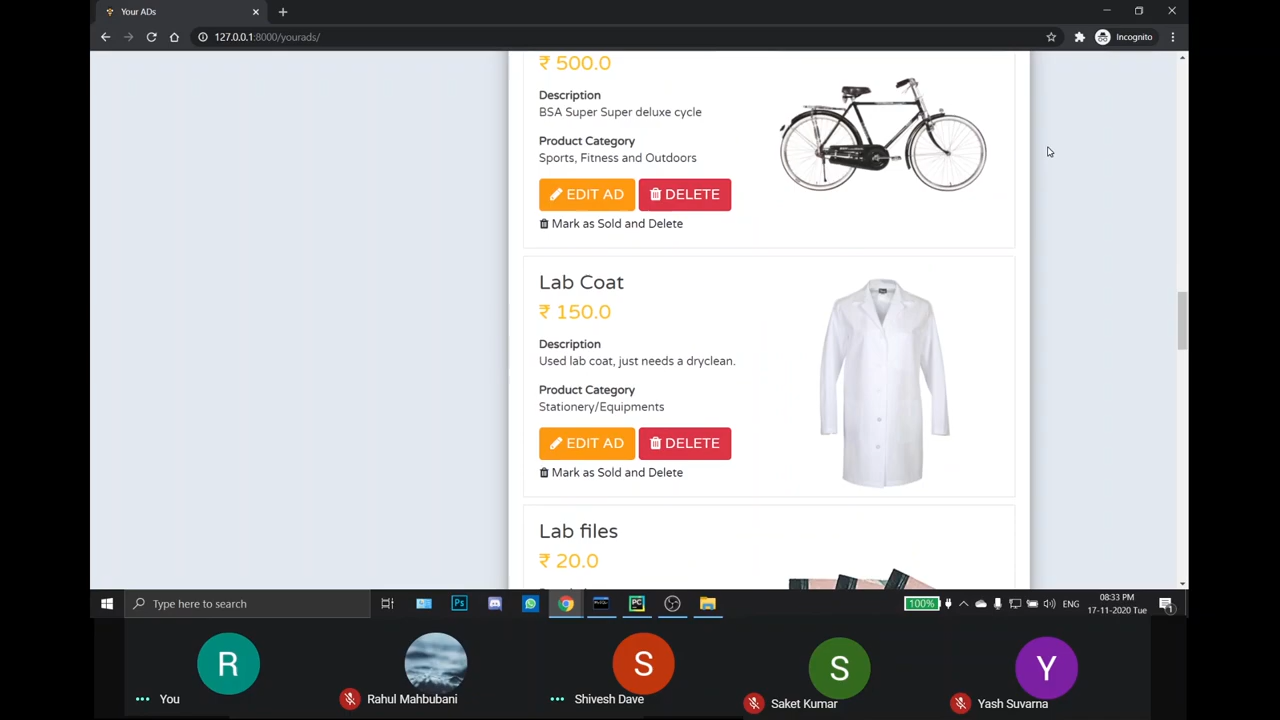 Your ADs
127.0.0.1:8000/yourads/
Incognito
₹ 500.0
Description
BSA Super Super deluxe cycle
Product Category
Sports, Fitness and Outdoors
EDIT AD DELETE
Mark as Sold and Delete
Lab Coat
₹ 150.0
Description
Used lab coat, just needs a dryclean.
Product Category
Stationery/Equipments
EDIT AD DELETE
Mark as Sold and Delete
Lab files
₹ 20.0
Type here to search
Ps
PC
100%
ENG
08:33 PM
17-11-2020 Tue
1
R
S
S
Y
You
Rahul Mahbubani
Shivesh Dave
Saket Kumar
Yash Suvarna